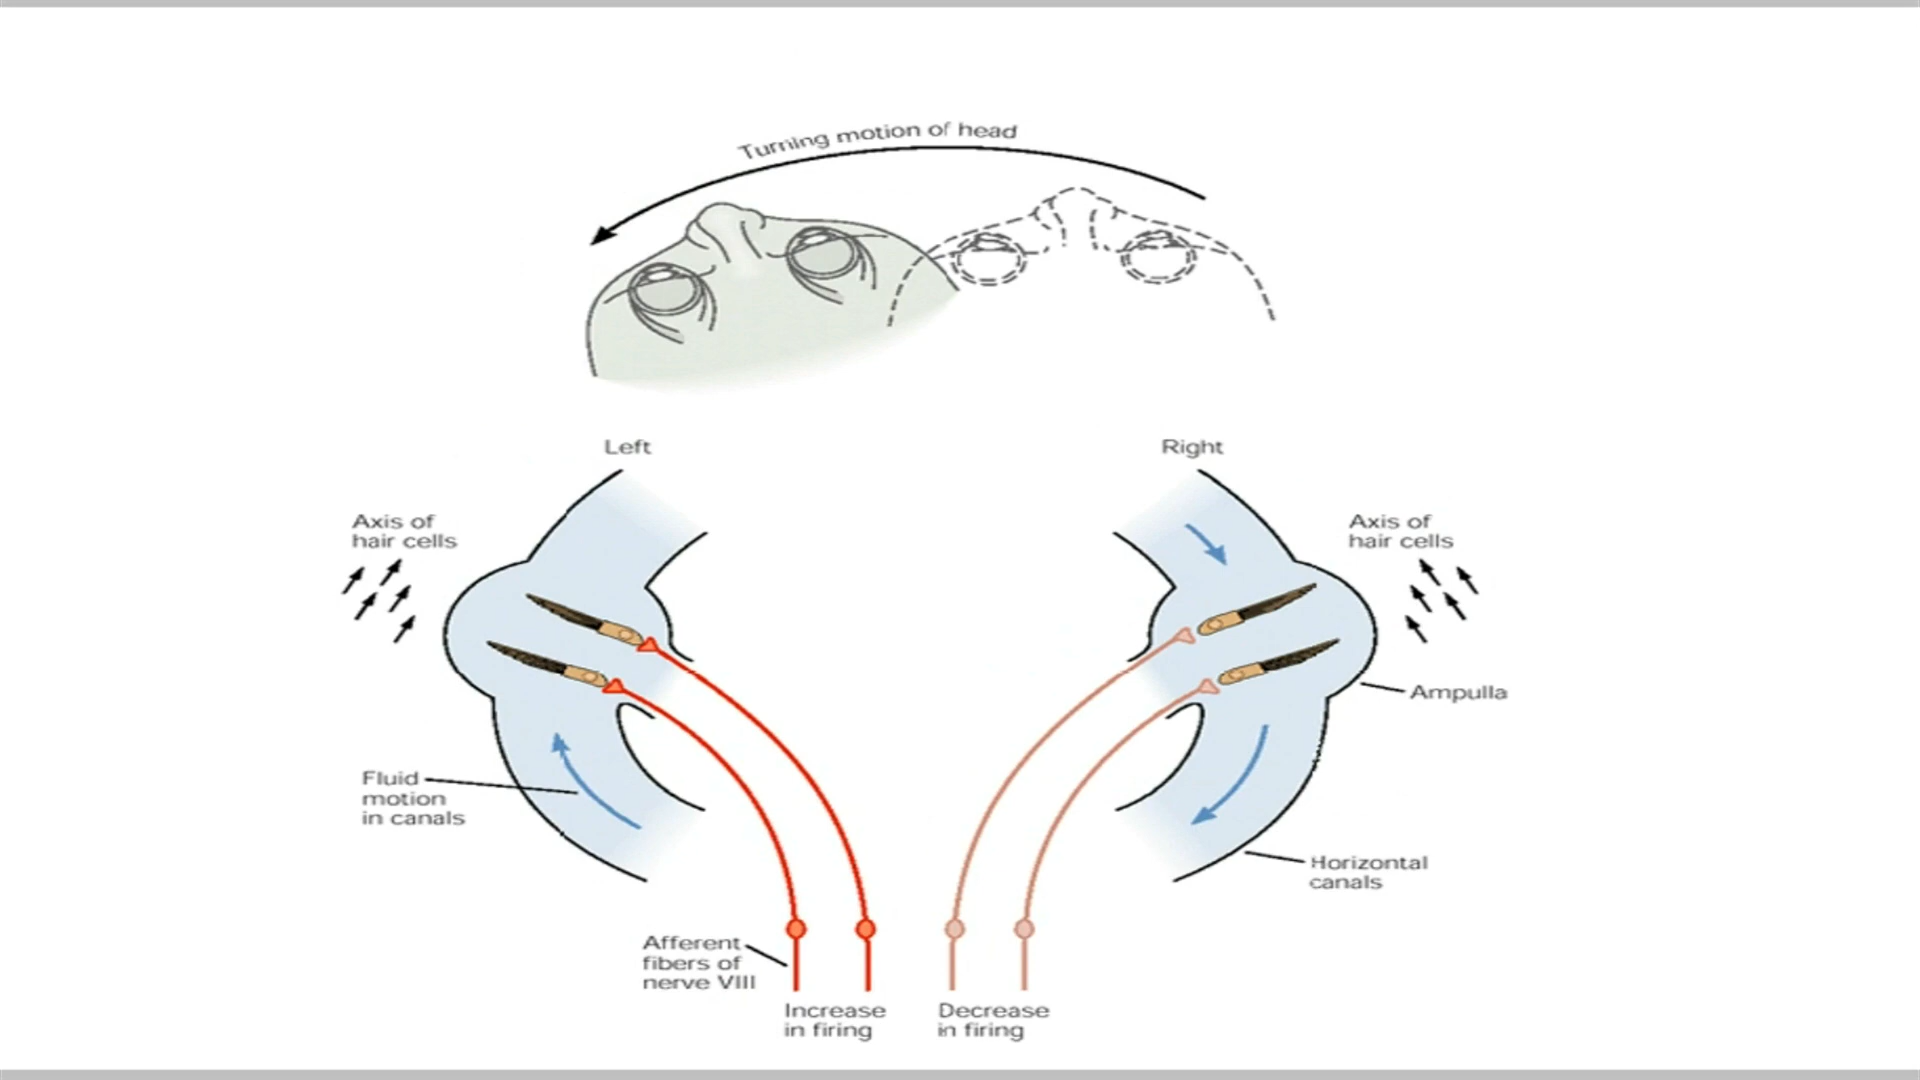 Turning motion of head
Left
Right
Axis of
hair cells
Axis of
hair cells
Ampulla
Fluid
motion
in canals
Horizontal
canals
Afferent
fibers of
nerve VIII
Increase
in firing
Decrease
in firing